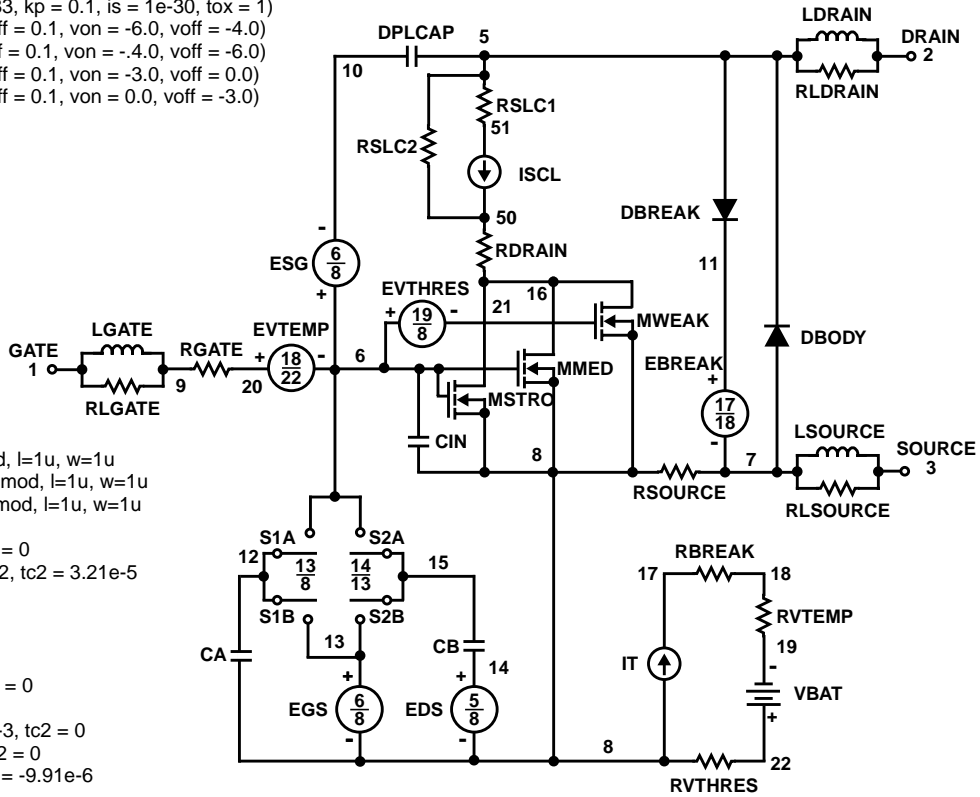 33, kp = 0.1, is = 1e-30, tox = 1)
ff = 0.1, von = -6.0, voff = -4.0)
f = 0.1, von = -.4.0, voff = -6.0)
ff = 0.1, von = -3.0, voff = 0.0)
ff = 0.1, von = 0.0, voff = -3.0)
LDRAIN
DPLCAP 5
DRAIN
2
10
RLDRAIN
RSLC1
51
RSLC2
ISCL
DBREAK
50
RDRAIN
-
ESG 6/8
+
11
EVTHRES
+ 19/8 -
21
16
MWEAK
LGATE
EVTEMP
GATE
1
RGATE
+ 18/22 -
6
MMED
EBREAK
+
DBODY
9
20
RLGATE
MSTRO
17/18
-
CIN
8
7
LSOURCE
SOURCE
3
RSOURCE
RLSOURCE
d, l=1u, w=1u
mod, l=1u, w=1u
mod, l=1u, w=1u
= 0
2, tc2 = 3.21e-5
S1A
S2A
12
13/8
14/13
15
S1B
S2B
13
RBREAK
17
18
RVTEMP
19
CA
CB
14
IT
-
VBAT
+
= 0
+
EGS 6/8
-
+
EDS 5/8
-
-3, tc2 = 0
2 = 0
= -9.91e-6
8
22
RVTHRES